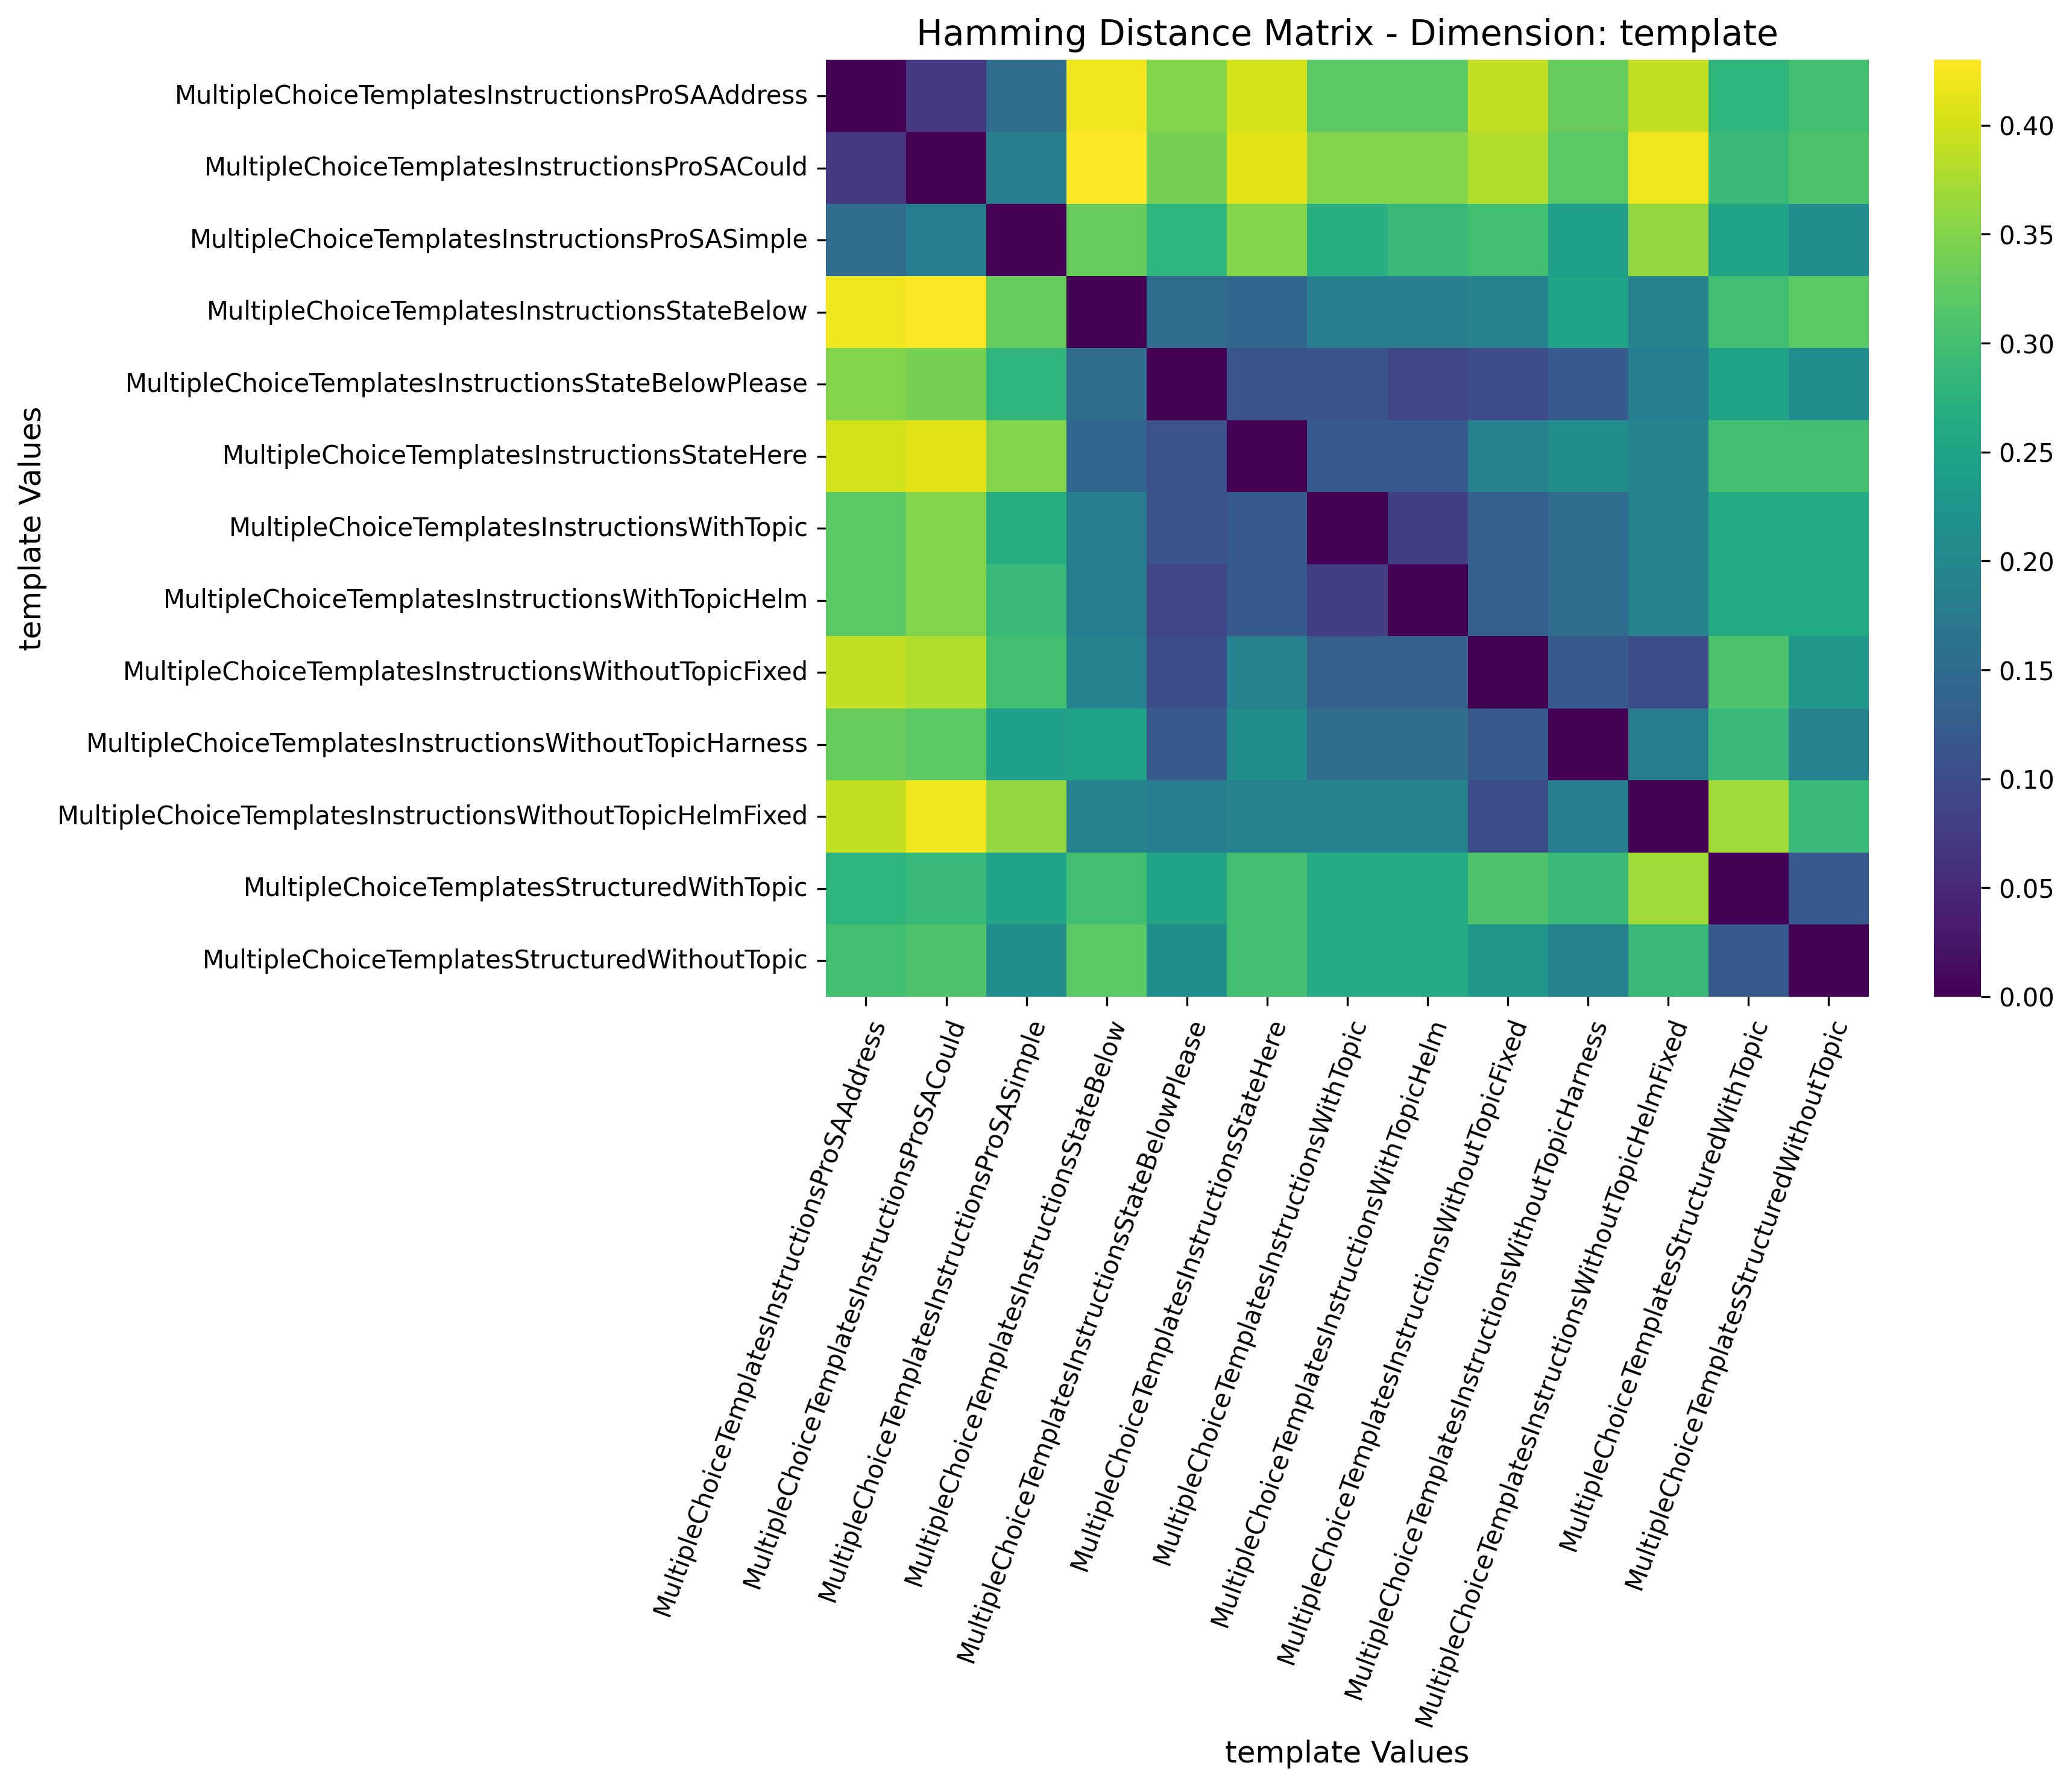 Hamming Distance Matrix - Dimension: template
template Values
MultipleChoiceTemplatesInstructionsProSAAddress
MultipleChoiceTemplatesInstructionsProSACould
MultipleChoiceTemplatesInstructionsProSASimple
MultipleChoiceTemplatesInstructionsStateBelow
MultipleChoiceTemplatesInstructionsStateBelowPlease
MultipleChoiceTemplatesInstructionsStateHere
MultipleChoiceTemplatesInstructionsWithTopic
MultipleChoiceTemplatesInstructionsWithTopicHelm
MultipleChoiceTemplatesInstructionsWithoutTopicFixed
MultipleChoiceTemplatesInstructionsWithoutTopicHarness
MultipleChoiceTemplatesInstructionsWithoutTopicHelmFixed
MultipleChoiceTemplatesStructuredWithTopic
MultipleChoiceTemplatesStructuredWithoutTopic
0.40
0.35
0.30
0.25
0.20
0.15
0.10
0.05
0.00
MultipleChoiceTemplatesInstructionsProSAAddress
MultipleChoiceTemplatesInstructionsProSACould
MultipleChoiceTemplatesInstructionsProSASimple
MultipleChoiceTemplatesInstructionsStateBelow
MultipleChoiceTemplatesInstructionsStateBelowPlease
MultipleChoiceTemplatesInstructionsStateHere
MultipleChoiceTemplatesInstructionsWithTopic
MultipleChoiceTemplatesInstructionsWithTopicHelm
MultipleChoiceTemplatesInstructionsWithoutTopicFixed
MultipleChoiceTemplatesInstructionsWithoutTopicHarness
MultipleChoiceTemplatesInstructionsWithoutTopicHelmFixed
MultipleChoiceTemplatesStructuredWithTopic
MultipleChoiceTemplatesStructuredWithoutTopic
template Values